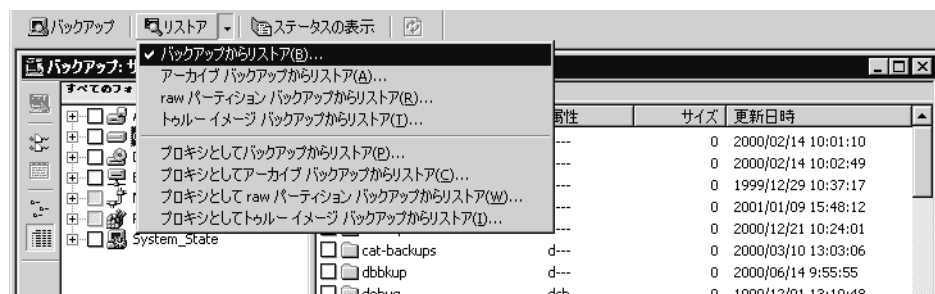 バックアップ リストア ステータスの表示
バックアップ: サ
すべてのフォ
✓ バックアップからリストア(B)...
アーカイブ バックアップからリストア(A)...
raw パーティション バックアップからリストア(R)...
トゥルー イメージ バックアップからリストア(T)...
プロキシとしてバックアップからリストア(P)...
プロキシとしてアーカイブ バックアップからリストア(C)...
プロキシとして raw パーティション バックアップからリストア(W)...
プロキシとしてトゥルー イメージ バックアップからリストア(I)...
属性 サイズ 更新日時
---- 0 2000/02/14 10:01:10
---- 0 2000/02/14 10:02:49
---- 0 1999/12/29 10:37:17
---- 0 2001/01/09 15:48:12
---- 0 2000/12/21 10:24:01
System_State
cat-backups d--- 0 2000/03/10 13:03:06
dbbkup d--- 0 2000/06/14 9:55:55